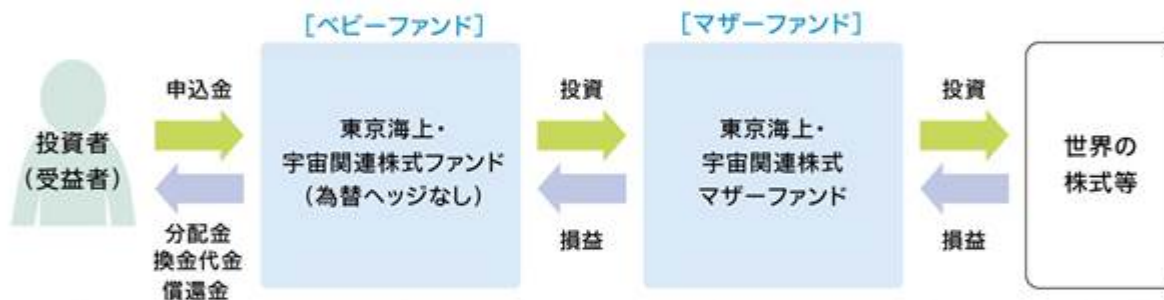 [ベビーファンド]
[マザーファンド]
申込金
投資
投資
投資者
(受益者)
東京海上・
宇宙関連株式ファンド
(為替ヘッジなし)
東京海上・
宇宙関連株式
マザーファンド
世界の
株式等
分配金
換金代金
償還金
損益
損益